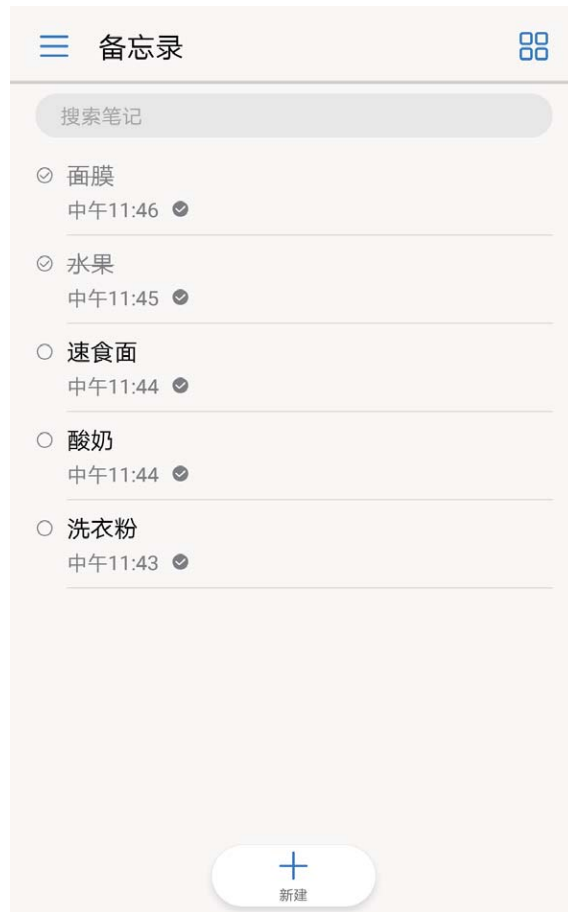 备忘录
搜索笔记
面膜
中午11:46
水果
中午11:45
速食面
中午11:44
酸奶
中午11:44
洗衣粉
中午11:43
新建